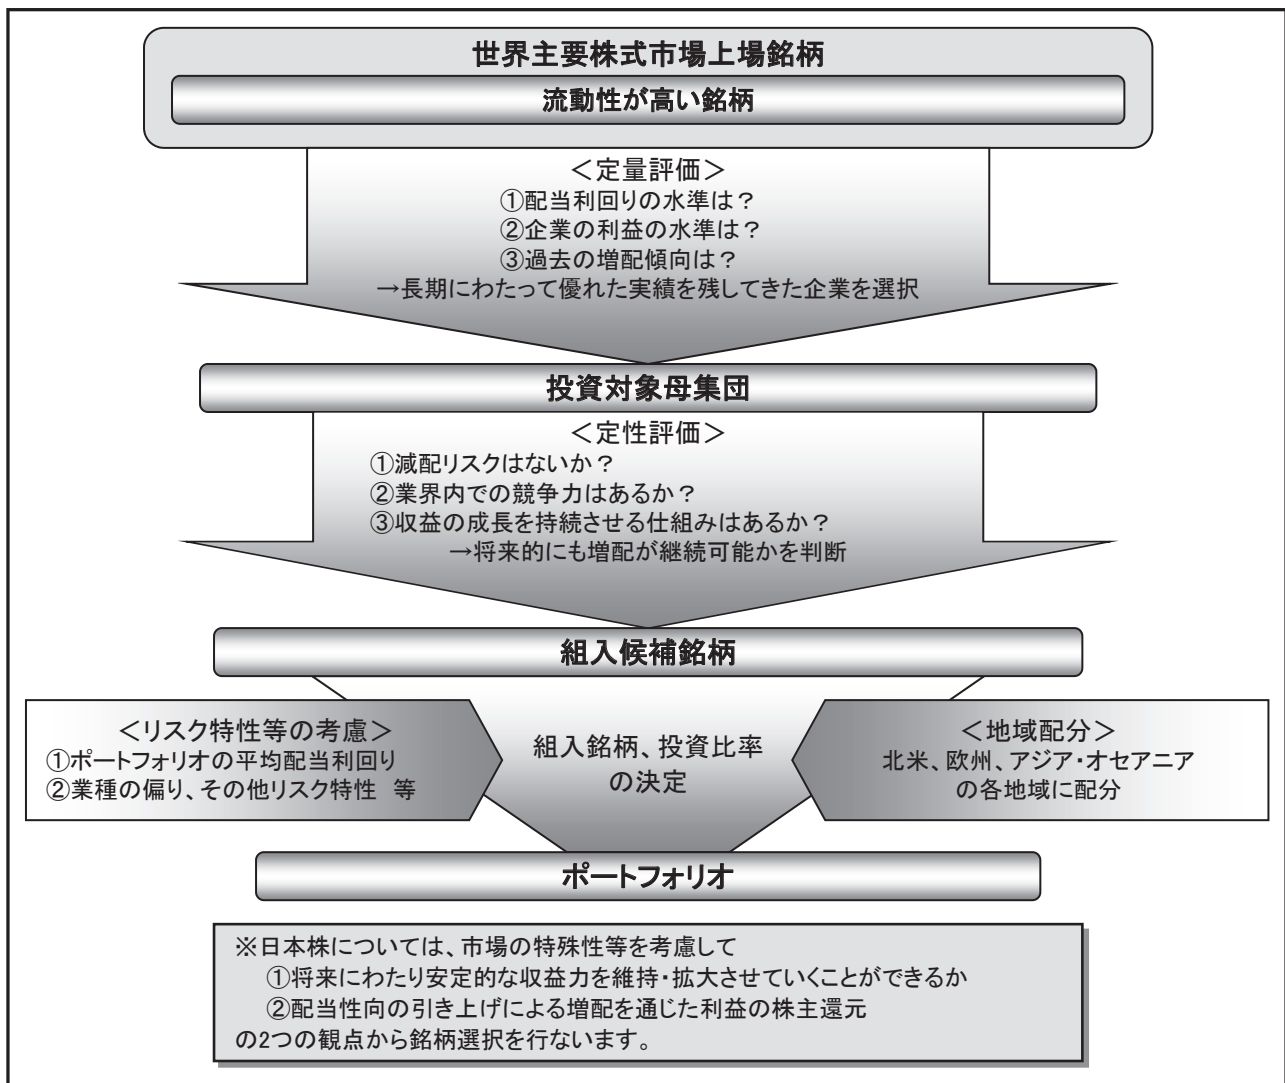 世界主要株式市場上場銘柄
流動性が高い銘柄
＜定量評価＞
①配当利回りの水準は？
②企業の利益の水準は？
③過去の増配傾向は？
→長期にわたって優れた実績を残してきた企業を選択
投資対象母集団
＜定性評価＞
①減配リスクはないか？
②業界内での競争力はあるか？
③収益の成長を持続させる仕組みはあるか？
→将来的にも増配が継続可能かを判断
組入候補銘柄
＜リスク特性等の考慮＞
①ポートフォリオの平均配当利回り
②業種の偏り、その他リスク特性　等
組入銘柄、投資比率
の決定
＜地域配分＞
北米、欧州、アジア・オセアニア
の各地域に配分
ポートフォリオ
※日本株については、市場の特殊性等を考慮して
①将来にわたり安定的な収益力を維持・拡大させていくことができるか
②配当性向の引き上げによる増配を通じた利益の株主還元
の2つの観点から銘柄選択を行ないます。